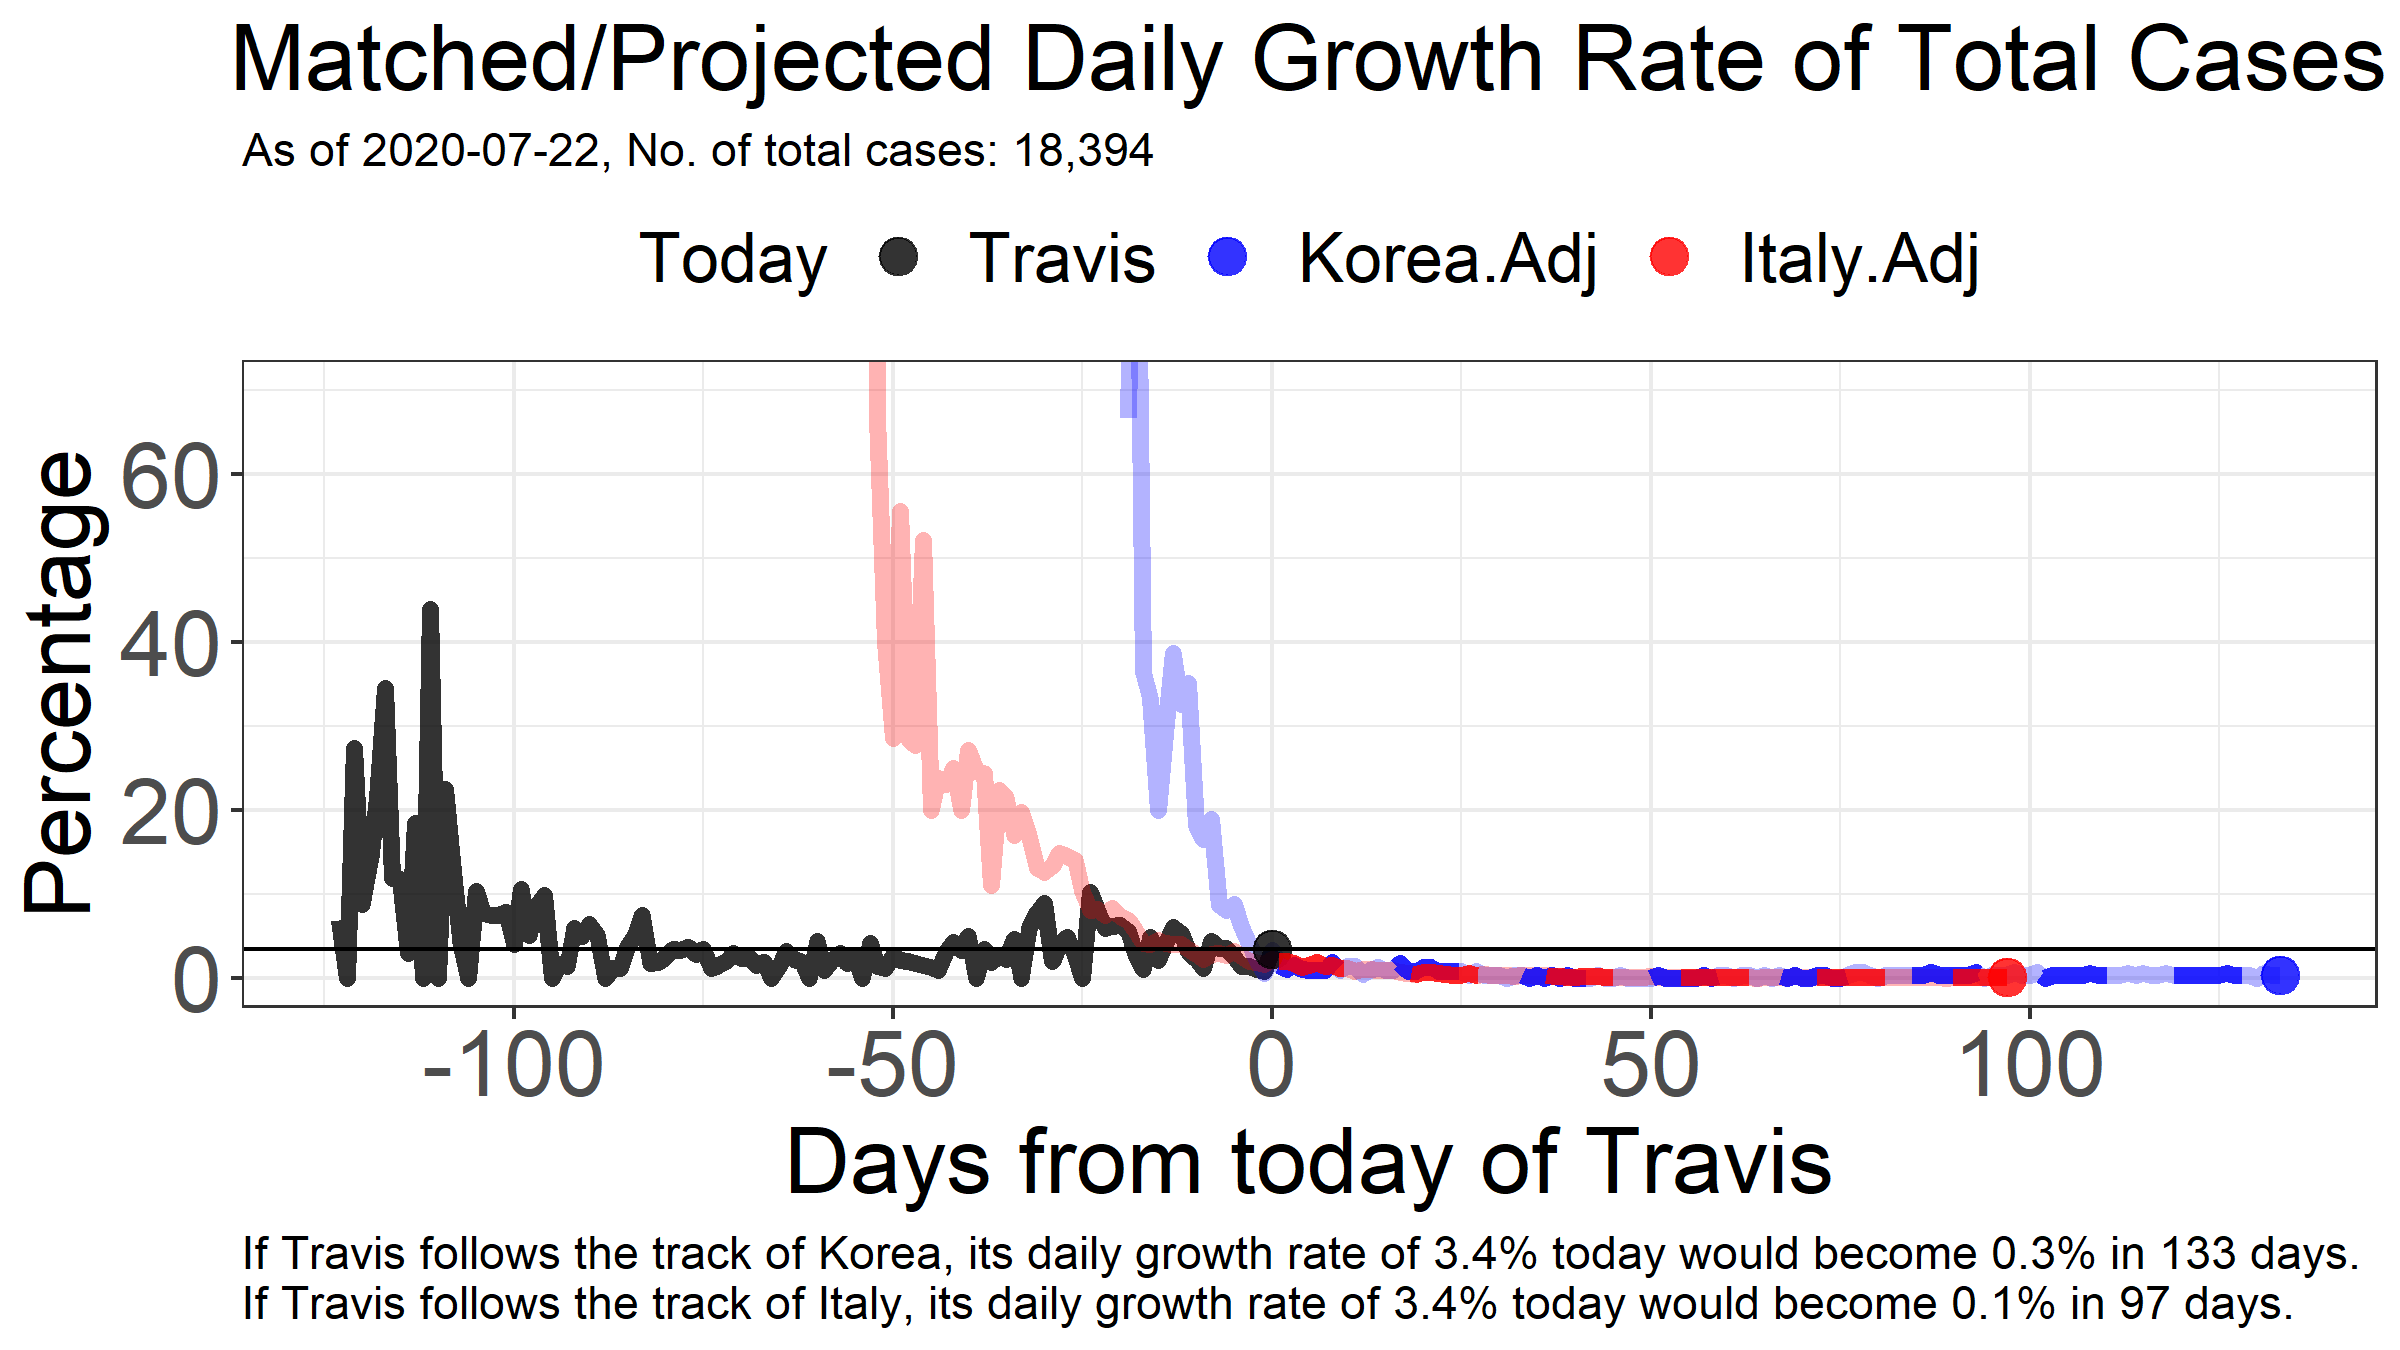 Matched/Projected Daily Growth Rate of Total Cases
As of 2020-07-22, No. of total cases: 18,394
Today Travis Korea.Adj Italy.Adj
Percentage
60
40
20
0
-100 -50 0 50 100
Days from today of Travis
If Travis follows the track of Korea, its daily growth rate of 3.4% today would become 0.3% in 133 days.
If Travis follows the track of Italy, its daily growth rate of 3.4% today would become 0.1% in 97 days.